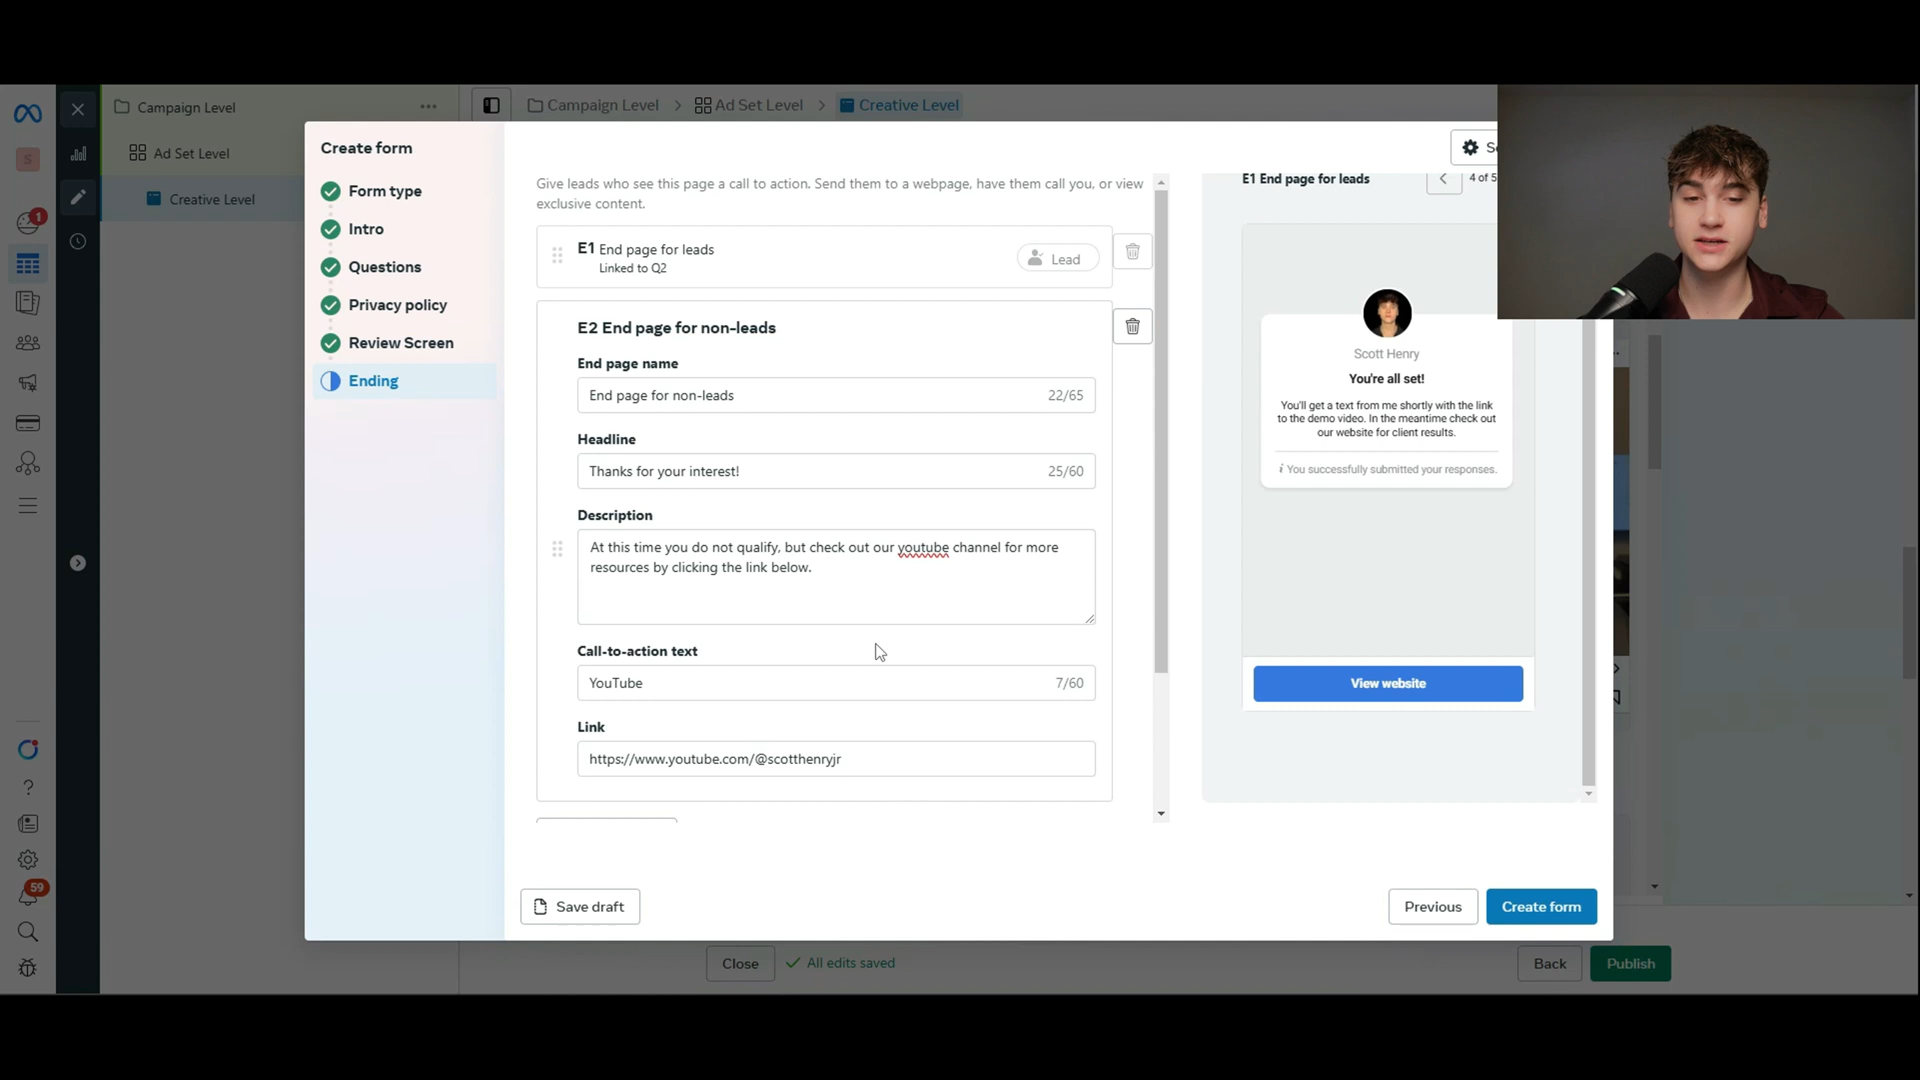 Campaign Level
Ad Set Level
Creative Level
Campaign Level
Ad Set Level
Creative Level
S
1
59
Create form
Form type
Intro
Questions
Privacy policy
Review Screen
Ending
Give leads who see this page a call to action. Send them to a webpage, have them call you, or view
exclusive content.
E1 End page for leads
Linked to Q2
Lead
E2 End page for non-leads
End page name
End page for non-leads
22/65
Headline
Thanks for your interest!
25/60
Description
At this time you do not qualify, but check out our youtube channel for more
resources by clicking the link below.
Call-to-action text
YouTube
7/60
Link
https://www.youtube.com/@scotthenryjr
E1 End page for leads
4 of 5
Scott Henry
You're all set!
You'll get a text from me shortly with the link
to the demo video. In the meantime check out
our website for client results.
You successfully submitted your responses.
View website
Save draft
Previous
Create form
Close
All edits saved
Back
Publish